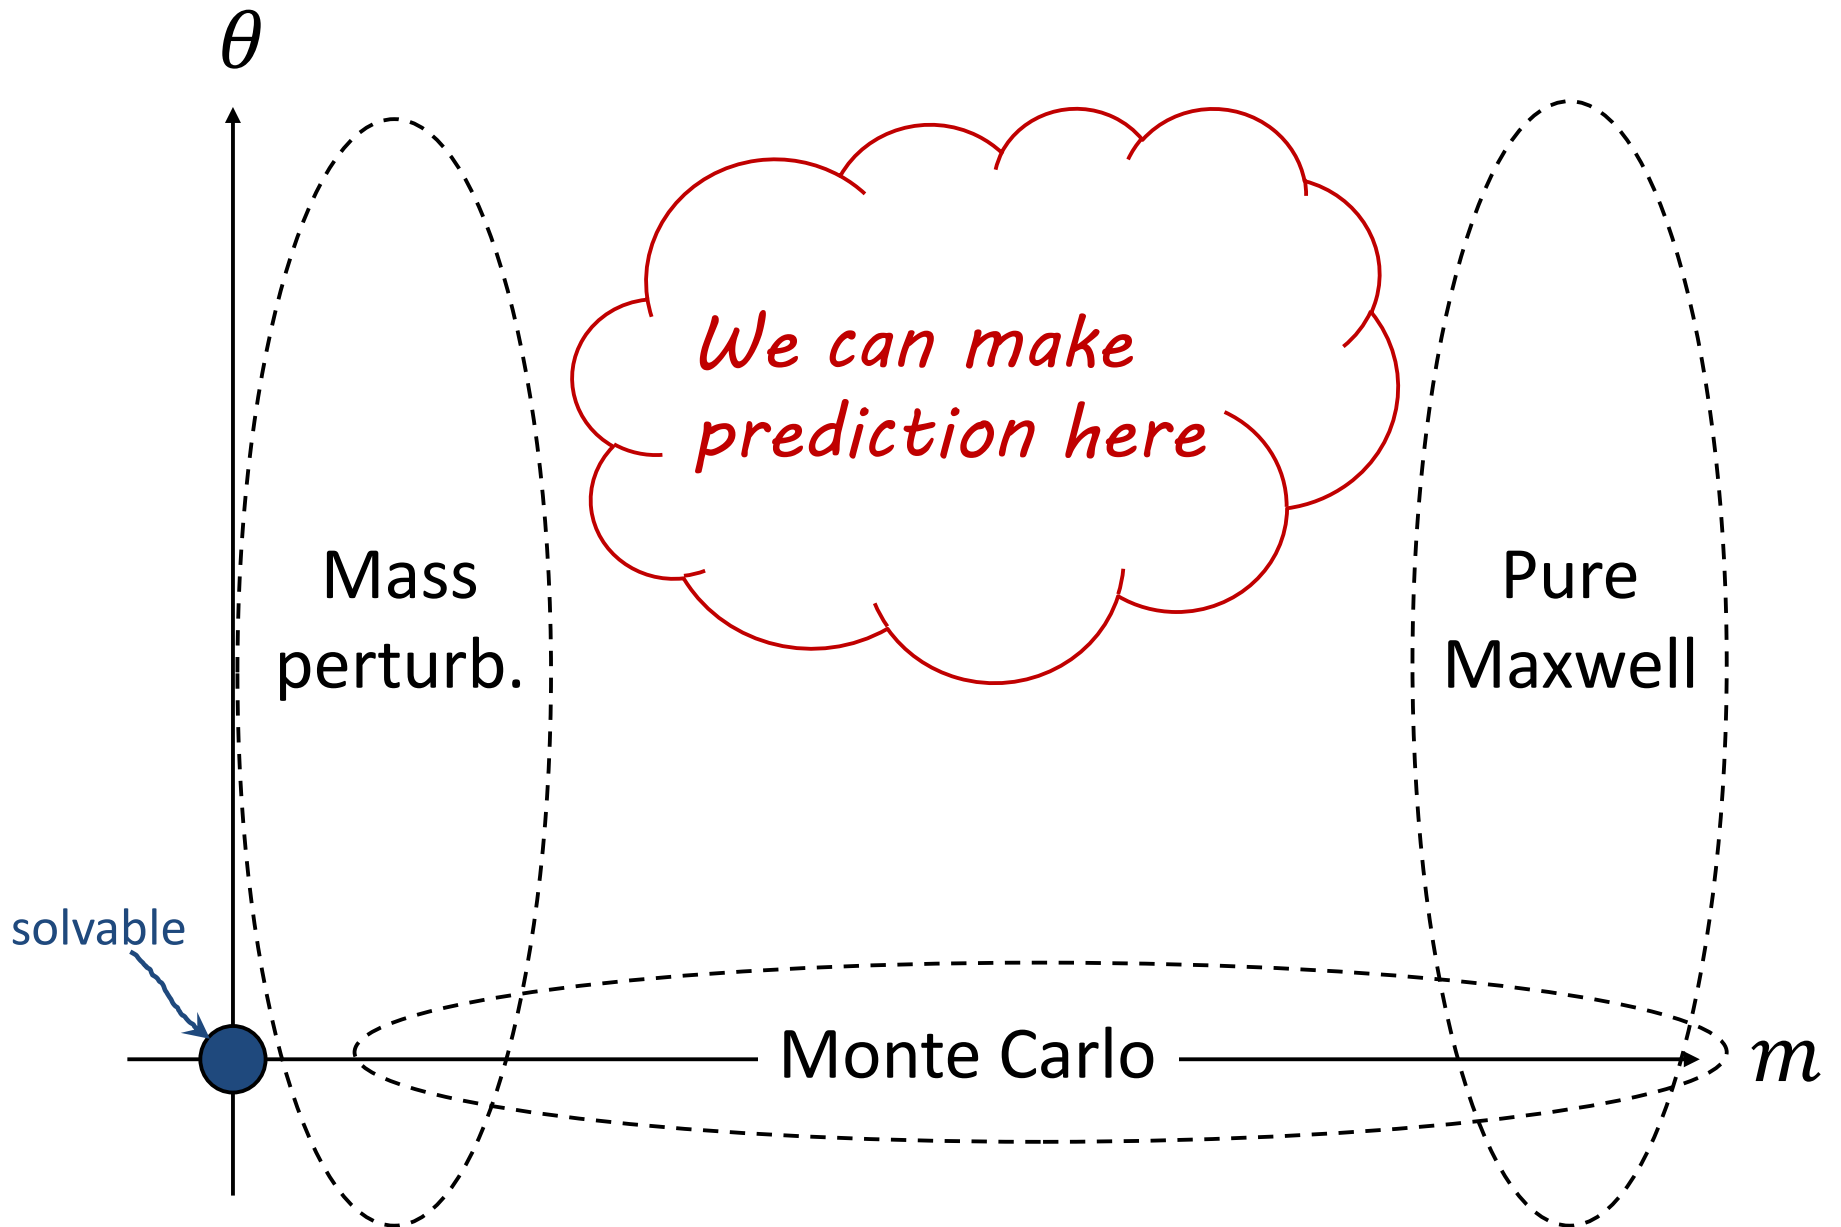 θ
We can make
prediction here
Mass
perturb.
Pure
Maxwell
solvable
Monte Carlo
m